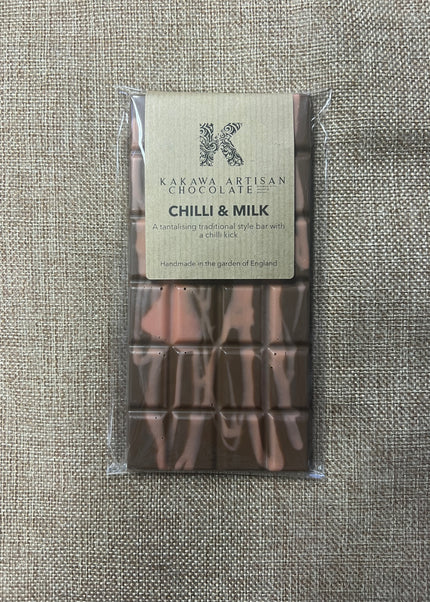 K
KAKAWA ARTISAN
CHOCOLATE
CHILLI & MILK
A tantalising traditional style bar with
a chilli kick
Handmade in the garden of England